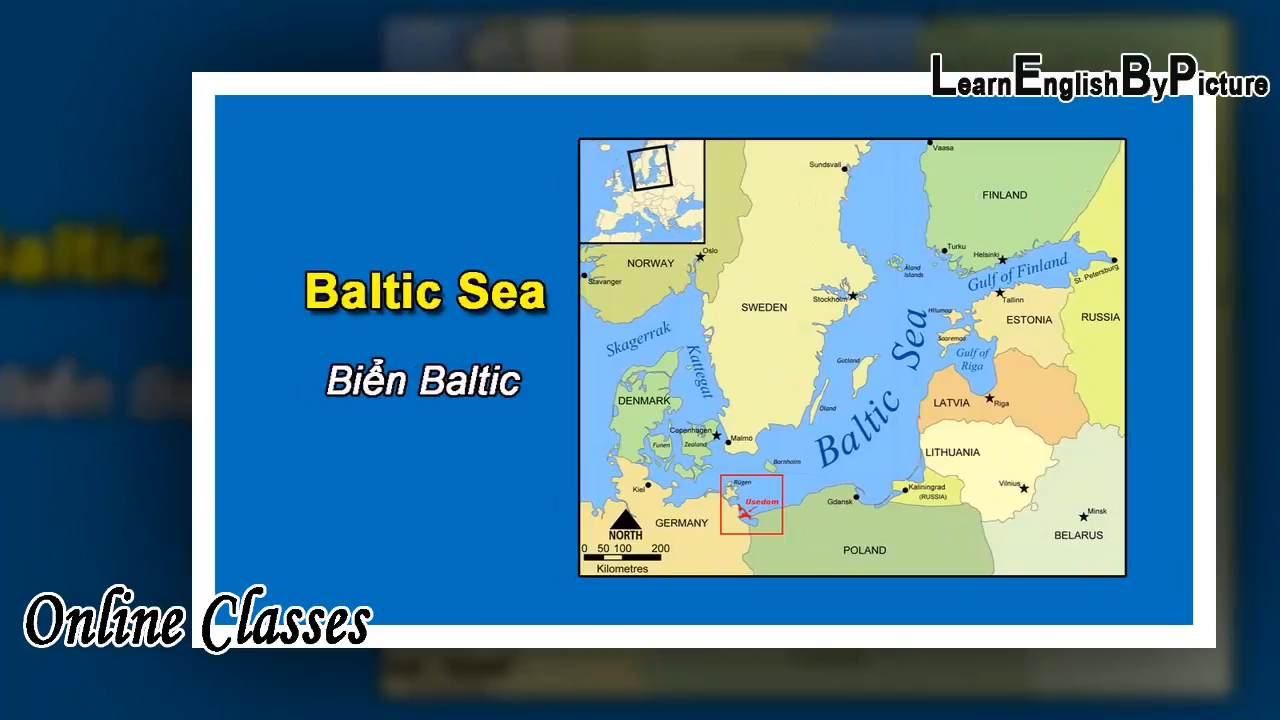 LearnEnglishByPicture
Baltic Sea
Biển Baltic
Online Classes
Sundsvall
Vaasa
FINLAND
Oslo
NORWAY
Stavanger
Turku
Helsinki
Åland
Islands
Gulf of Finland
St. Petersburg
Stockholm
Tallinn
SWEDEN
ESTONIA
RUSSIA
Hiiumaa
Saaremaa
Skagerrak
Kattegat
Gulf of
Riga
Gotland
Öland
Baltic Sea
DENMARK
LATVIA
Riga
Copenhagen
Malmö
Funen
Zealand
LITHUANIA
Bornholm
Vilnius
Kiel
Rügen
Usedom
Gdansk
Kaliningrad
(RUSSIA)
Minsk
GERMANY
NORTH
POLAND
BELARUS
0 50 100 200
Kilometres